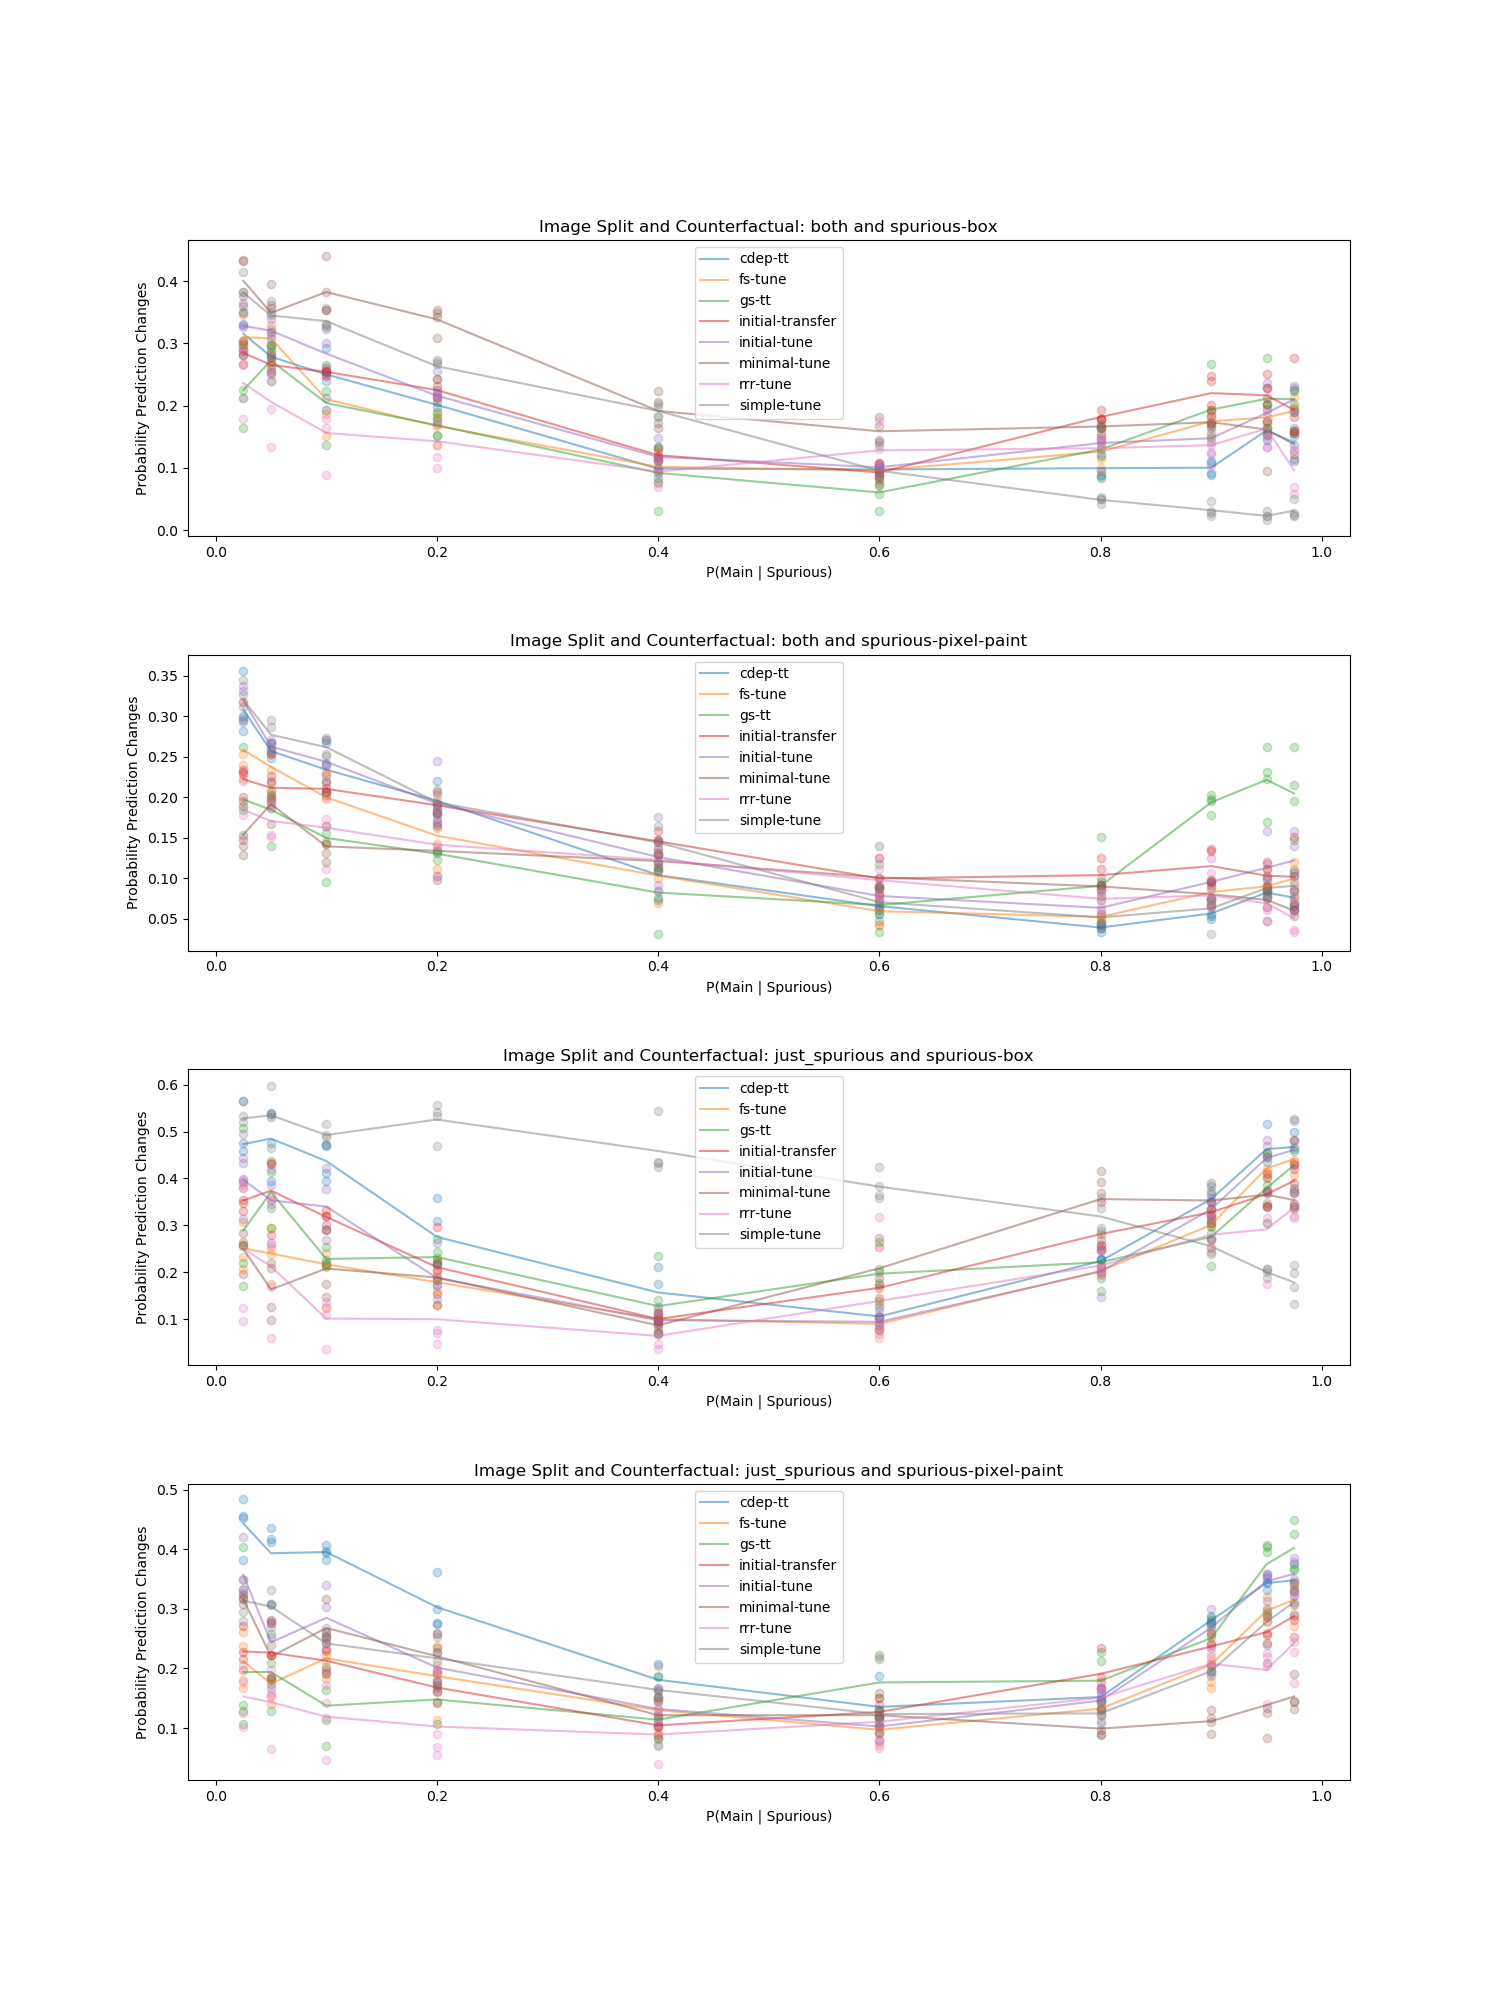 Image Split and Counterfactual: both and spurious-box
Probability Prediction Changes
0.4
0.3
0.2
0.1
0.0
cdep-tt
fs-tune
gs-tt
initial-transfer
initial-tune
minimal-tune
rrr-tune
simple-tune
0.0 0.2 0.4 0.6 0.8 1.0
P(Main | Spurious)
Image Split and Counterfactual: both and spurious-pixel-paint
Probability Prediction Changes
0.35
0.30
0.25
0.20
0.15
0.10
0.05
cdep-tt
fs-tune
gs-tt
initial-transfer
initial-tune
minimal-tune
rrr-tune
simple-tune
0.0 0.2 0.4 0.6 0.8 1.0
P(Main | Spurious)
Image Split and Counterfactual: just_spurious and spurious-box
Probability Prediction Changes
0.6
0.5
0.4
0.3
0.2
0.1
cdep-tt
fs-tune
gs-tt
initial-transfer
initial-tune
minimal-tune
rrr-tune
simple-tune
0.0 0.2 0.4 0.6 0.8 1.0
P(Main | Spurious)
Image Split and Counterfactual: just_spurious and spurious-pixel-paint
Probability Prediction Changes
0.5
0.4
0.3
0.2
0.1
cdep-tt
fs-tune
gs-tt
initial-transfer
initial-tune
minimal-tune
rrr-tune
simple-tune
0.0 0.2 0.4 0.6 0.8 1.0
P(Main | Spurious)